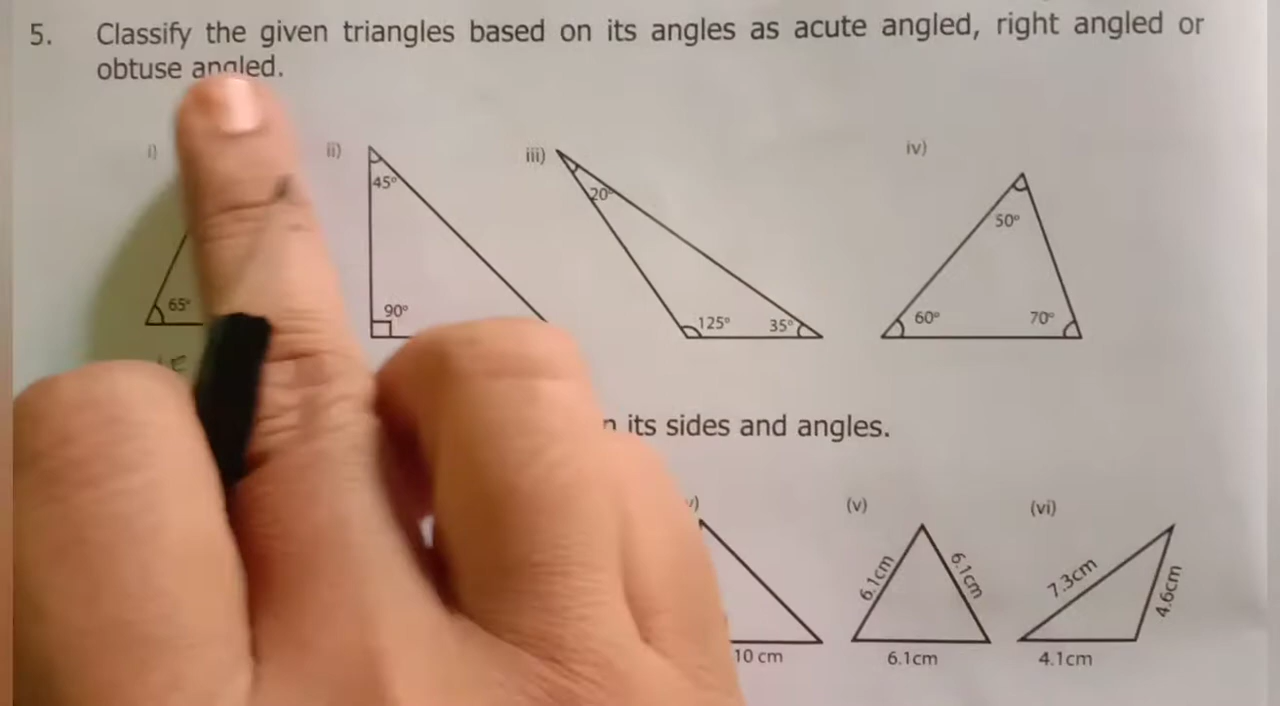 5. Classify the given triangles based on its angles as acute angled, right angled or
obtuse angled.
i) ii) iii) iv)
45° 20° 50°
65° 90° 125° 35° 60° 70°
its sides and angles.
(v) (vi)
6.1cm 6.1cm 7.3cm 4.6cm
10 cm 6.1cm 4.1cm